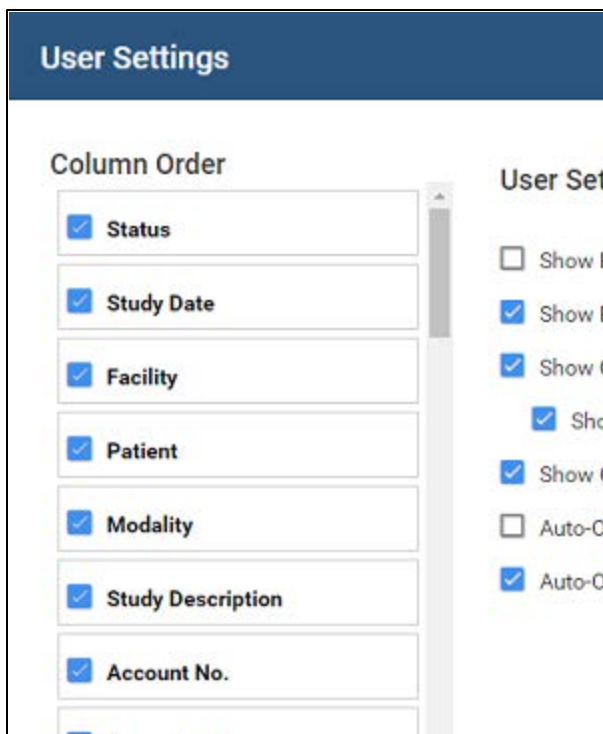 User Settings
Column Order
Status
Study Date
Facility
Patient
Modality
Study Description
Account No.
User Set
Show
Show
Show
Show
Auto-O
Auto-O